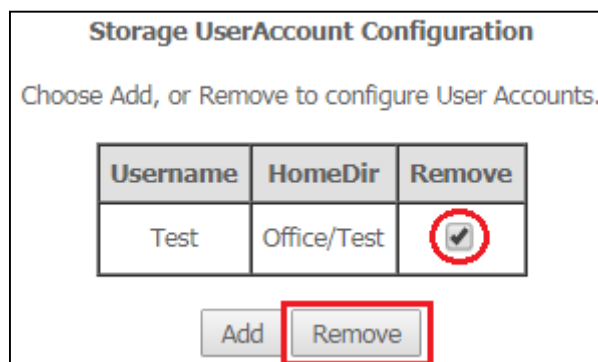 Storage UserAccount Configuration
Choose Add, or Remove to configure User Accounts.
Username HomeDir Remove
Test Office/Test
Add Remove